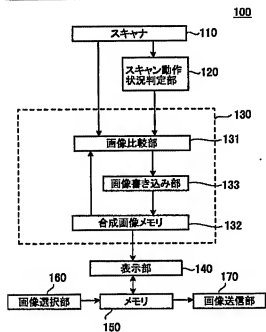 100
スキャナ
110
スキャン動作
状況判定部
120
130
画像比較部
131
画像書き込み部
133
合成画像メモリ
132
表示部
140
160
170
画像選択部
メモリ
画像送信部
150